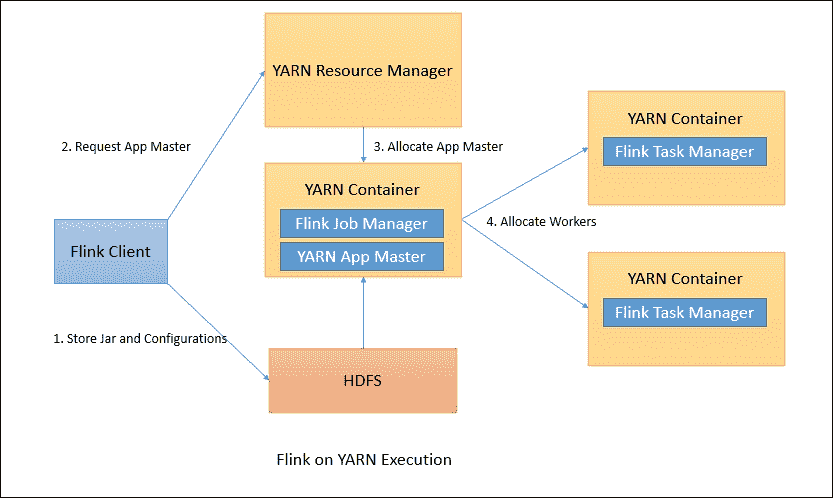 YARN Resource Manager
2. Request App Master
3. Allocate App Master
YARN Container
Flink Job Manager
YARN App Master
YARN Container
Flink Task Manager
4. Allocate Workers
YARN Container
Flink Task Manager
Flink Client
1. Store Jar and Configurations
HDFS
Flink on YARN Execution